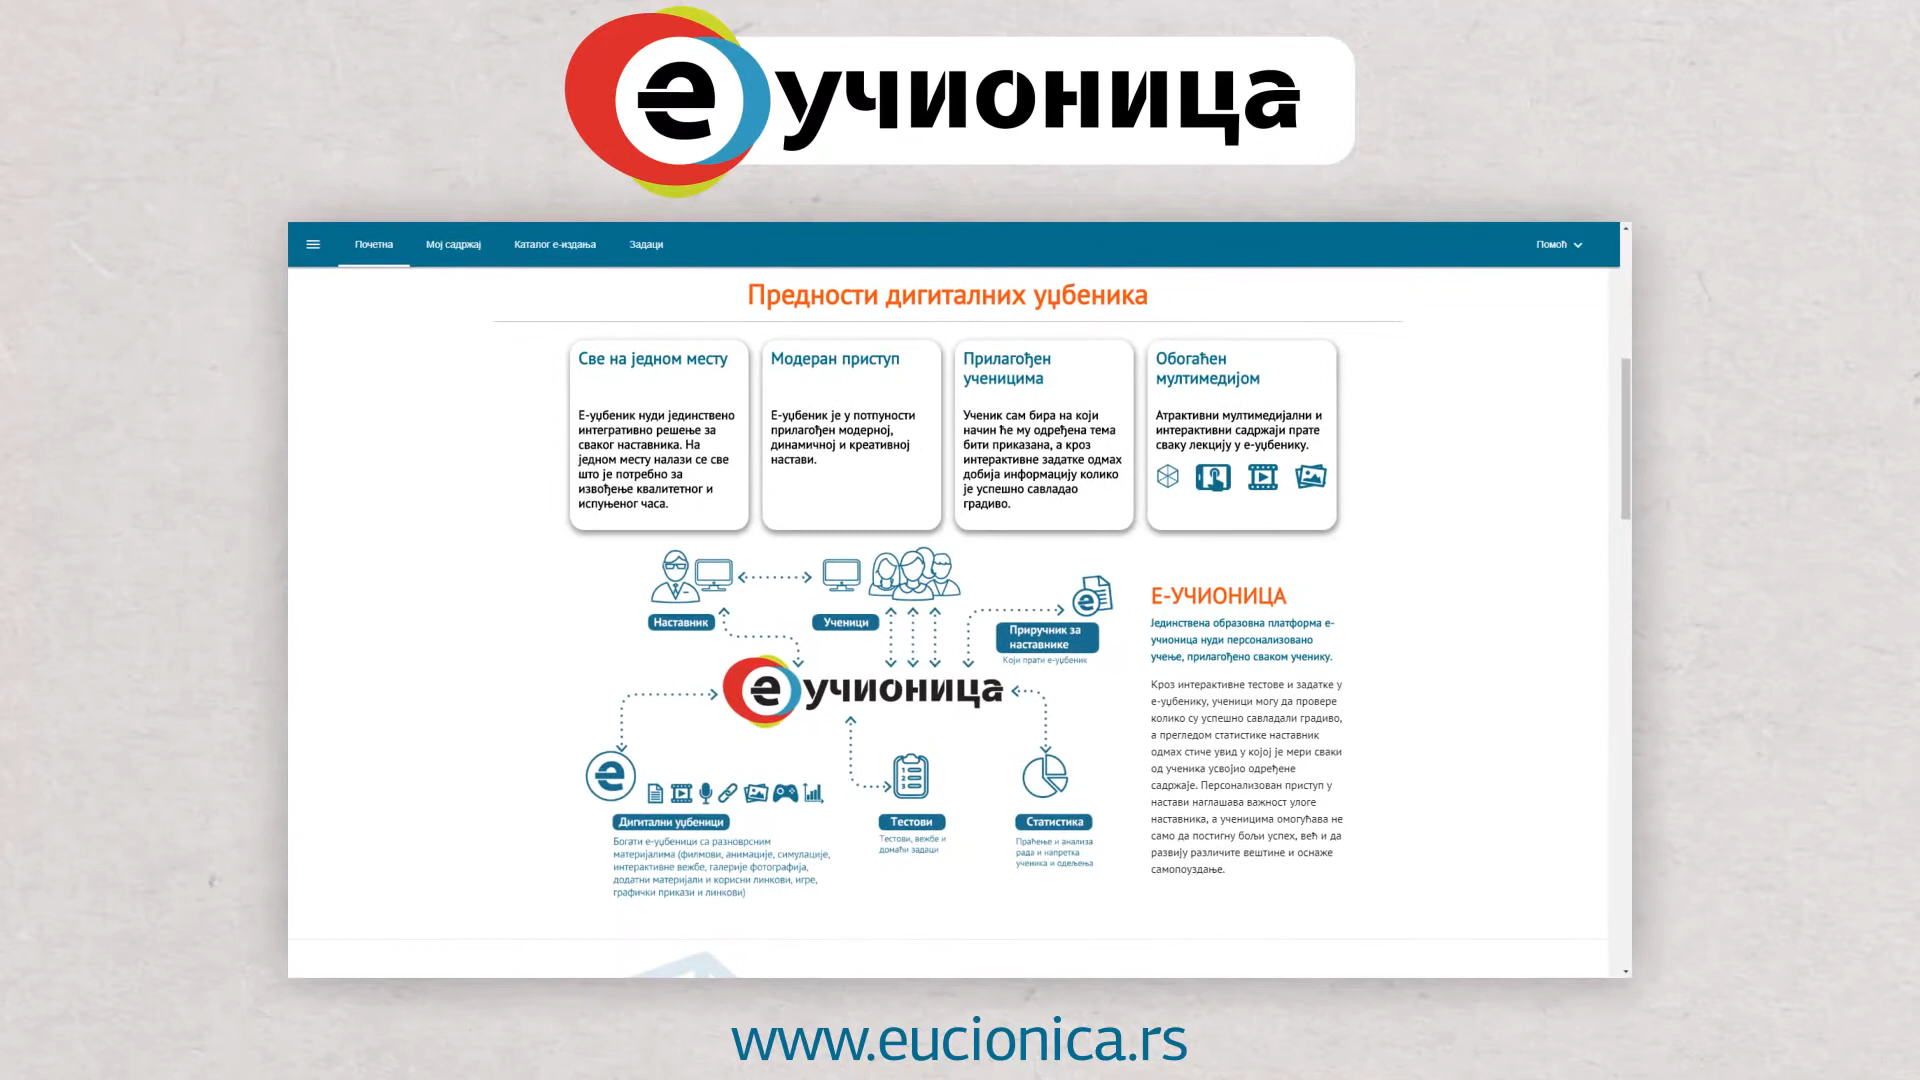 е учионица
Почетна
Мој садржај
Каталог е-издања
Задаци
Помоћ
Предности дигиталних уџбеника
Све на једном месту
Е-уџбеник нуди јединствено
интегративно решење за
сваког наставника. На
једном месту налази се све
што је потребно за
извођење квалитетног и
испуњеног часа.
Модеран приступ
Е-уџбеник је у потпуности
прилагођен модерној,
динамичној и креативној
настави.
Прилагођен
ученицима
Ученик сам бира на који
начин ће му одређена тема
бити приказана, а кроз
интерактивне задатке одмах
добија информацију колико
је успешно савладао
градиво.
Обогаћен
мултимедијом
Атрактивни мултимедијални и
интерактивни садржаји прате
сваку лекцију у е-уџбенику.
Наставник
Ученици
Приручник за
наставнике
Који прати е-уџбеник
е учионица
е
Дигитални уџбеници
Богати е-уџбеници са разноврсним
материјалима (филмови, анимације, симулације,
интерактивне вежбе, галерије фотографија,
додатни материјали и корисни линкови, игре,
графички прикази и линкови)
1
2
3
Тестови
Тестови, вежбе и
домаћи задаци
Статистика
Праћење и анализа
рада и напретка
ученика и одељења
Е-УЧИОНИЦА
Јединствена образовна платформа е-
учионица нуди персонализовано
учење, прилагођено сваком ученику.
Кроз интерактивне тестове и задатке у
е-уџбенику, ученици могу да провере
колико су успешно савладали градиво,
а прегледом статистике наставник
одмах стиче увид у којој је мери сваки
од ученика усвојио одређене
садржаје. Персонализован приступ у
настави наглашава важност улоге
наставника, а ученицима омогућава не
само да постигну бољи успех, већ и да
развију различите вештине и оснаже
самопоуздање.
www.eucionica.rs